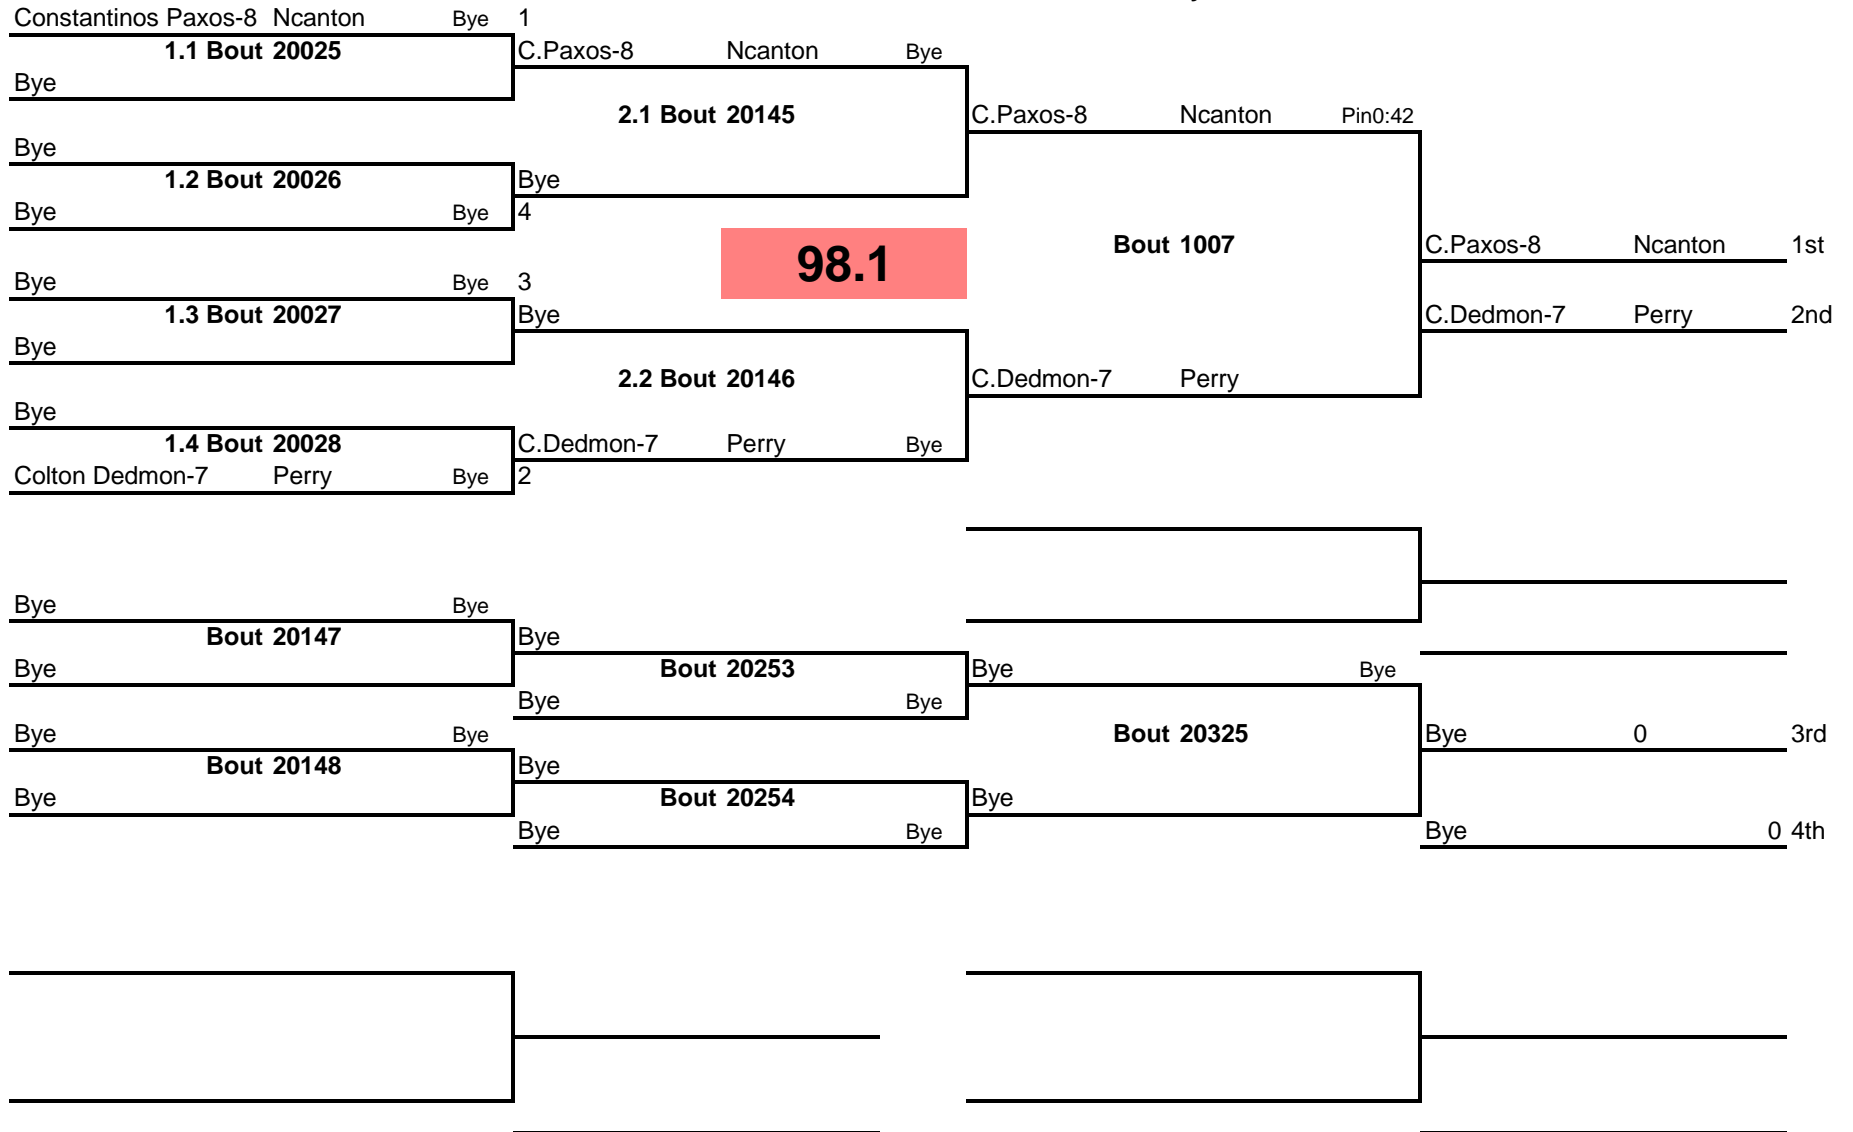 Constantinos Paxos-8 Ncanton Bye 1
1.1 Bout 20025 C.Paxos-8 Ncanton Bye
Bye
2.1 Bout 20145 C.Paxos-8 Ncanton Pin0:42
Bye
1.2 Bout 20026 Bye
Bye Bye 4
98.1 Bout 1007 C.Paxos-8 Ncanton 1st
Bye Bye 3
1.3 Bout 20027 Bye C.Dedmon-7 Perry 2nd
Bye
2.2 Bout 20146 C.Dedmon-7 Perry
Bye
1.4 Bout 20028 C.Dedmon-7 Perry Bye
Colton Dedmon-7 Perry Bye 2
Bye Bye
Bout 20147 Bye
Bye Bout 20253 Bye Bye
Bye Bye
Bye Bye Bout 20325 Bye 0 3rd
Bout 20148 Bye
Bye Bout 20254 Bye
Bye Bye Bye 0 4th